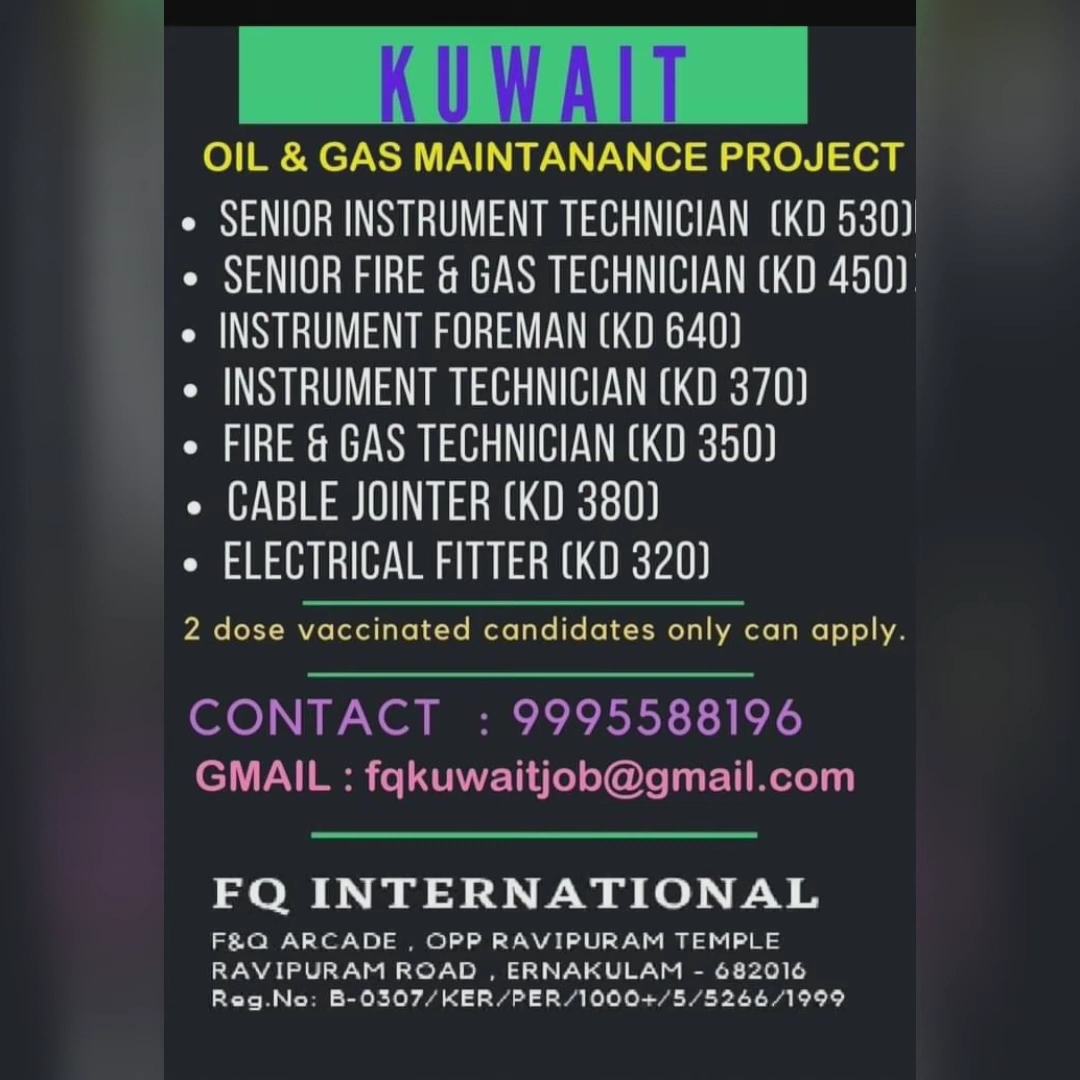 KUWAIT
OIL & GAS MAINTANANCE PROJECT
• SENIOR INSTRUMENT TECHNICIAN (KD 530)
• SENIOR FIRE & GAS TECHNICIAN (KD 450)
• INSTRUMENT FOREMAN (KD 640)
• INSTRUMENT TECHNICIAN (KD 370)
• FIRE & GAS TECHNICIAN (KD 350)
• CABLE JOINTER (KD 380)
• ELECTRICAL FITTER (KD 320)
2 dose vaccinated candidates only can apply.
CONTACT : 9995588196
GMAIL : fqkuwaitjob@gmail.com
FQ INTERNATIONAL
F&Q ARCADE , OPP RAVIPURAM TEMPLE
RAVIPURAM ROAD , ERNAKULAM - 682016
Reg.No: B-0307/KER/PER/1000+/5/5266/1999